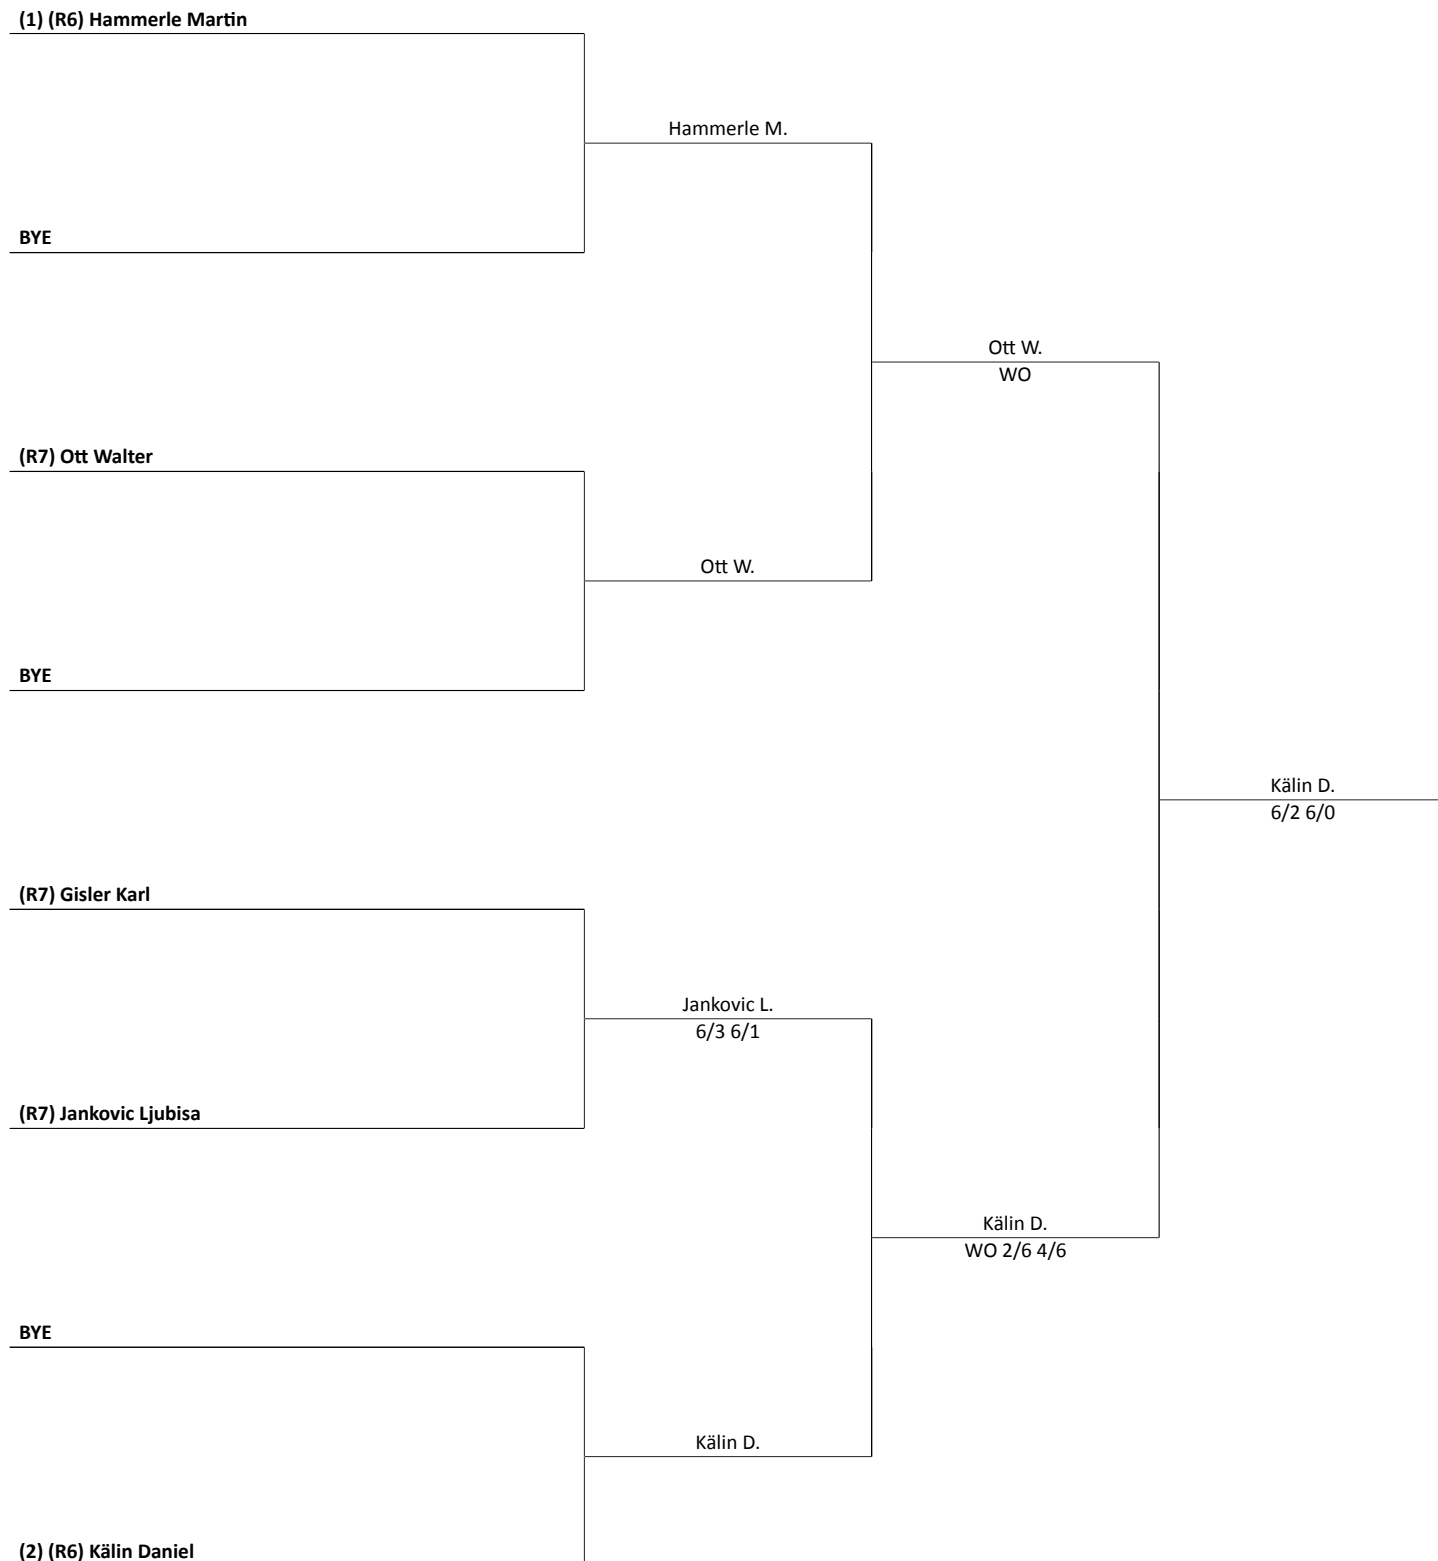 (1) (R6) Hammerle Martin
Hammerle M.
BYE
Ott W.
WO
(R7) Ott Walter
Ott W.
BYE
Kälin D.
6/2 6/0
(R7) Gisler Karl
Jankovic L.
6/3 6/1
(R7) Jankovic Ljubisa
Kälin D.
WO 2/6 4/6
BYE
Kälin D.
(2) (R6) Kälin Daniel